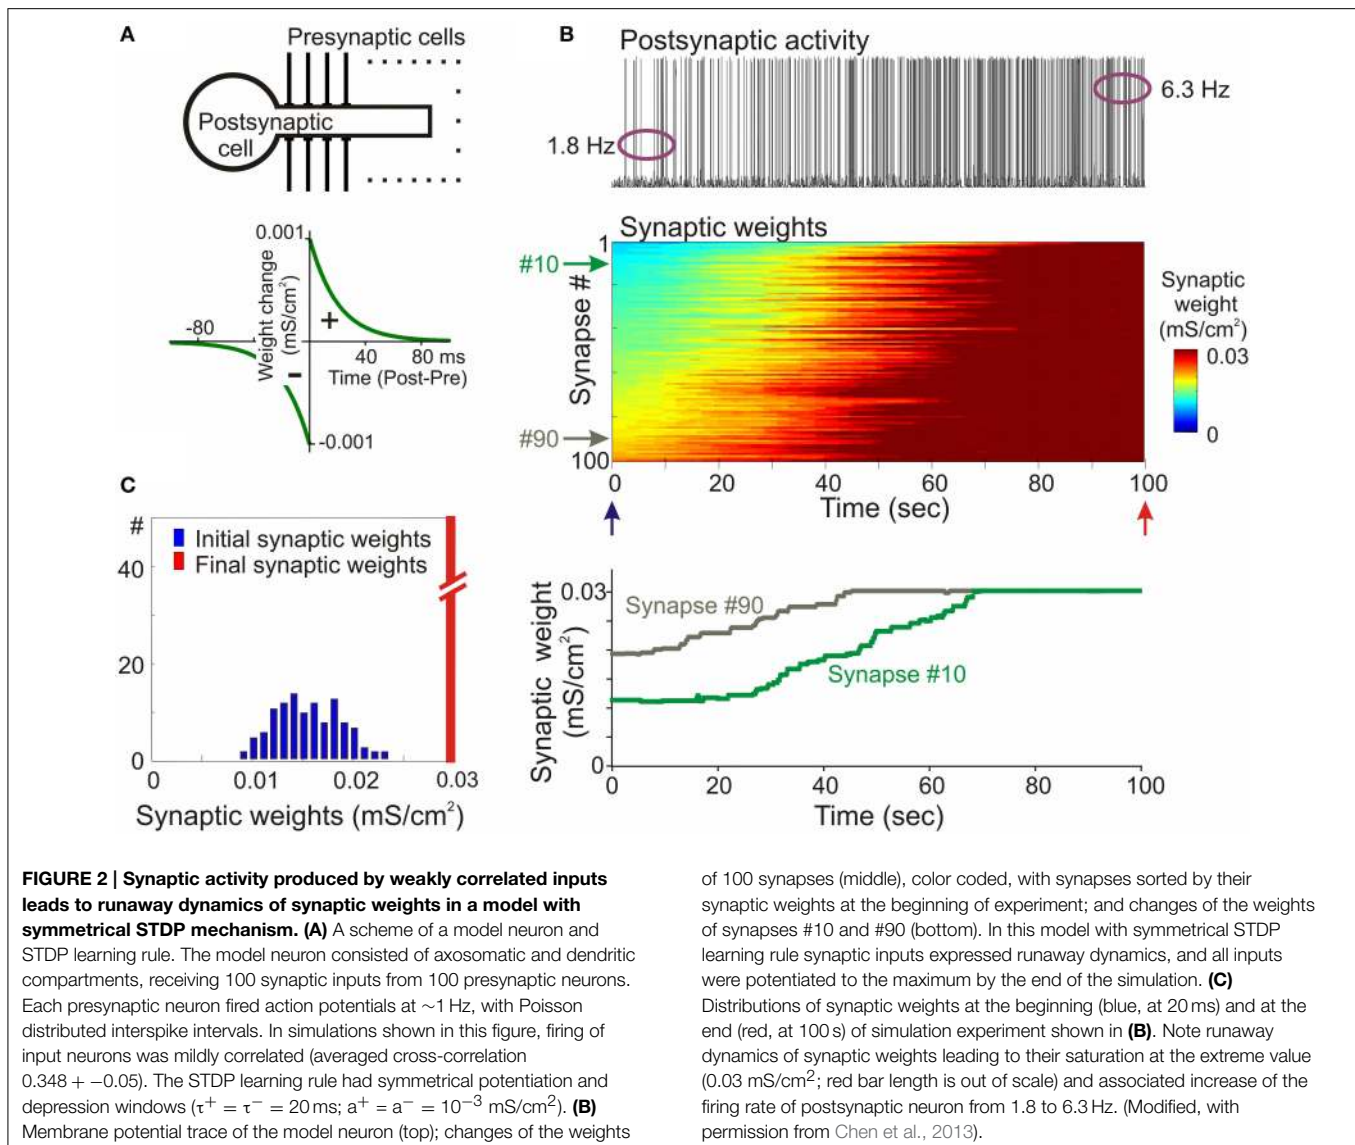 A
Presynaptic cells
Postsynaptic
cell
0.001
Weight change
(mS/cm²)
-80
+
-
40
80 ms
Time (Post-Pre)
-0.001
B
Postsynaptic activity
6.3 Hz
1.8 Hz
Synaptic weights
1
#10
Synapse #
#90
100
0
20
40
60
80
100
Time (sec)
Synaptic
weight
(mS/cm²)
0.03
0
C
#
Initial synaptic weights
Final synaptic weights
40
20
0
0
0.01
0.02
0.03
Synaptic weights (mS/cm²)
Synaptic weight
(mS/cm²)
0.03
Synapse #90
Synapse #10
0
0
20
40
60
80
100
Time (sec)
FIGURE 2 | Synaptic activity produced by weakly correlated inputs
leads to runaway dynamics of synaptic weights in a model with
symmetrical STDP mechanism. (A) A scheme of a model neuron and
STDP learning rule. The model neuron consisted of axosomatic and dendritic
compartments, receiving 100 synaptic inputs from 100 presynaptic neurons.
Each presynaptic neuron fired action potentials at ~1 Hz, with Poisson
distributed interspike intervals. In simulations shown in this figure, firing of
input neurons was mildly correlated (averaged cross-correlation
0.348 + −0.05). The STDP learning rule had symmetrical potentiation and
depression windows (τ⁺ = τ⁻ = 20 ms; a⁺ = a⁻ = 10⁻³ mS/cm²). (B)
Membrane potential trace of the model neuron (top); changes of the weights
of 100 synapses (middle), color coded, with synapses sorted by their
synaptic weights at the beginning of experiment; and changes of the weights
of synapses #10 and #90 (bottom). In this model with symmetrical STDP
learning rule synaptic inputs expressed runaway dynamics, and all inputs
were potentiated to the maximum by the end of the simulation. (C)
Distributions of synaptic weights at the beginning (blue, at 20 ms) and at the
end (red, at 100 s) of simulation experiment shown in (B). Note runaway
dynamics of synaptic weights leading to their saturation at the extreme value
(0.03 mS/cm²; red bar length is out of scale) and associated increase of the
firing rate of postsynaptic neuron from 1.8 to 6.3 Hz. (Modified, with
permission from Chen et al., 2013).